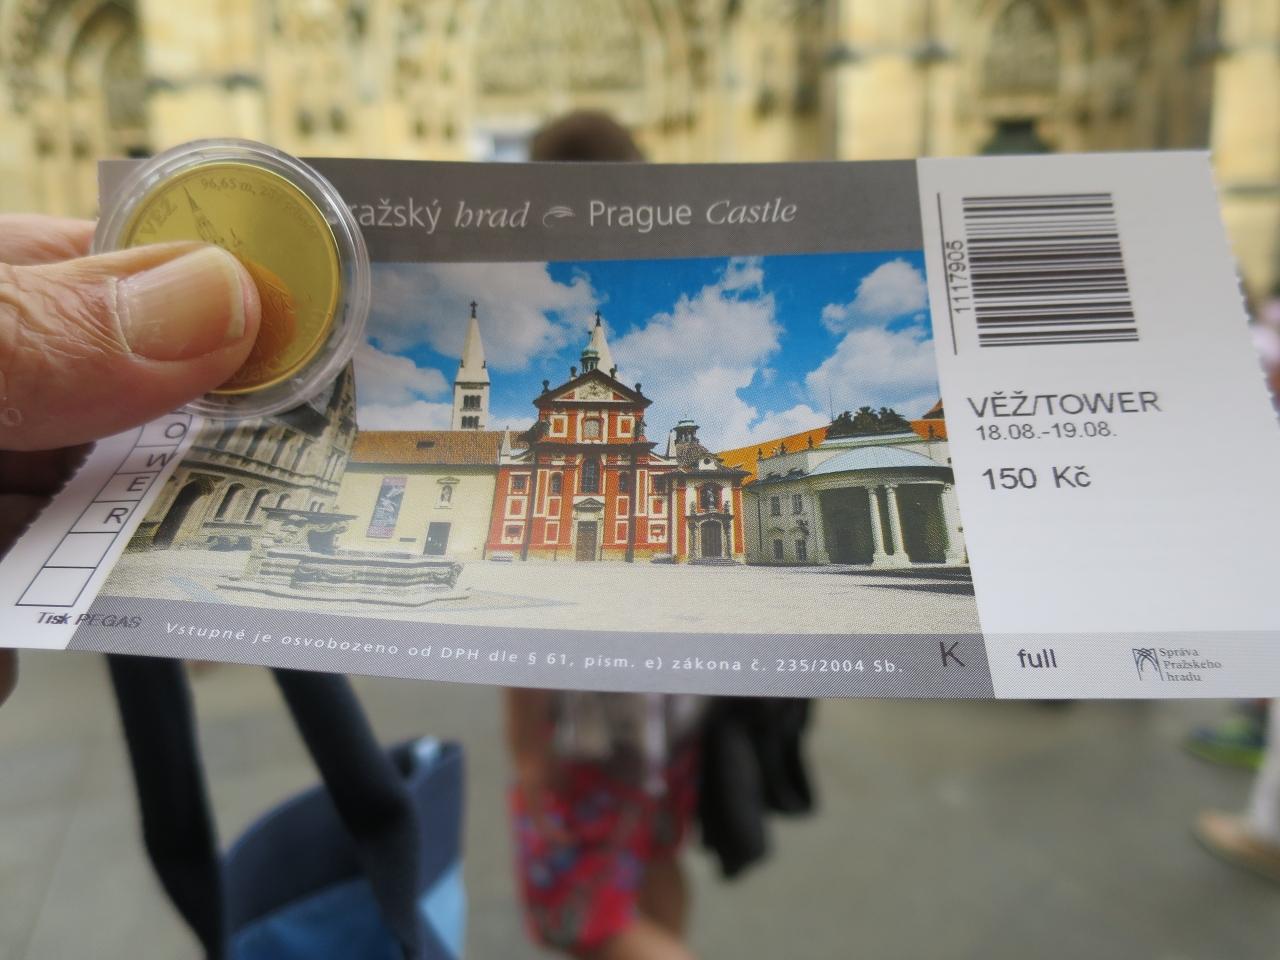 96,65 m, 28
VĚŽ
ražský hrad Prague Castle
1117905
VĚŽ/TOWER
18.08.-19.08.
150 Kč
O
W
E
R
Tisk PEGAS
Vstupné je osvobozeno od DPH dle § 61, písm. e) zákona č. 235/2004 Sb.
K
full
Správa
Pražského
hradu